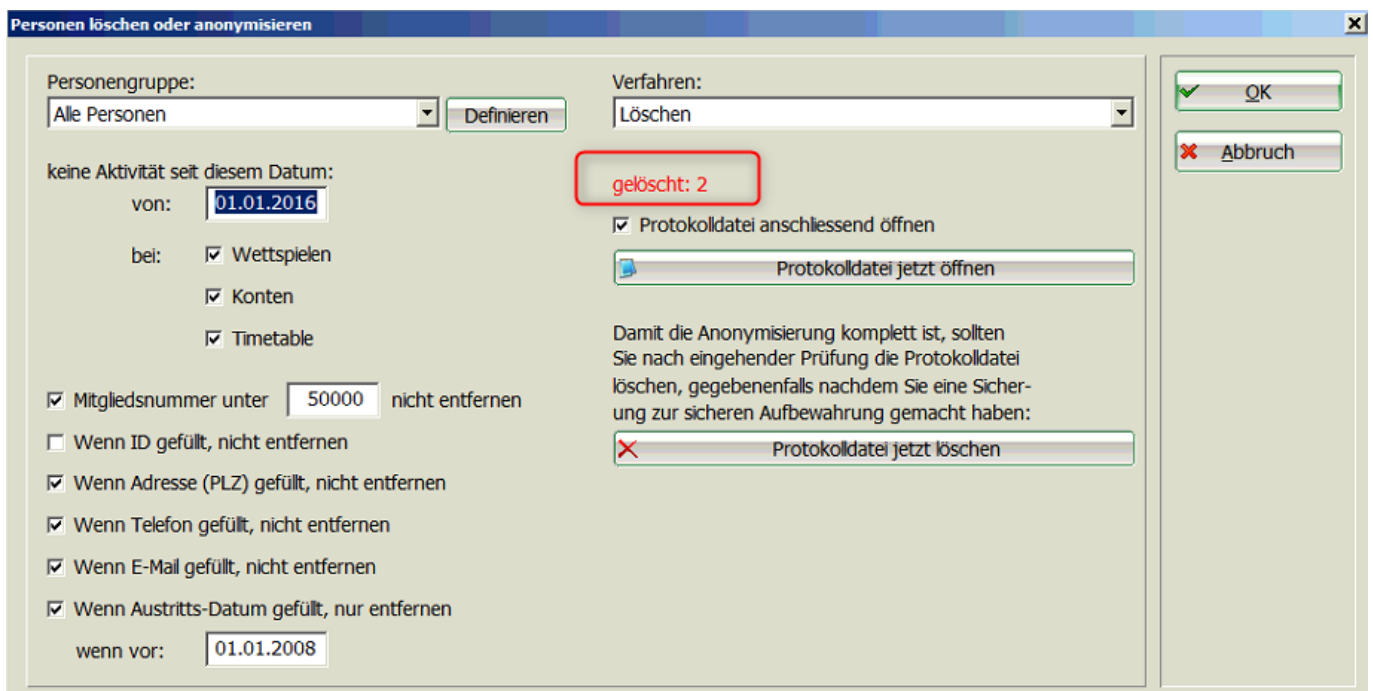 Personen löschen oder anonymisieren
Personengruppe:
Alle Personen
Definieren
keine Aktivität seit diesem Datum:
von: 01.01.2016
bei: Wettspielen
Konten
Timetable
Mitgliedsnummer unter 50000 nicht entfernen
Wenn ID gefüllt, nicht entfernen
Wenn Adresse (PLZ) gefüllt, nicht entfernen
Wenn Telefon gefüllt, nicht entfernen
Wenn E-Mail gefüllt, nicht entfernen
Wenn Austritts-Datum gefüllt, nur entfernen
wenn vor: 01.01.2008
Verfahren:
Löschen
gelöscht: 2
Protokolldatei anschliessend öffnen
Protokolldatei jetzt öffnen
Damit die Anonymisierung komplett ist, sollten
Sie nach eingehender Prüfung die Protokolldatei
löschen, gegebenenfalls nachdem Sie eine Sicher-
ung zur sicheren Aufbewahrung gemacht haben:
Protokolldatei jetzt löschen
OK
Abbruch